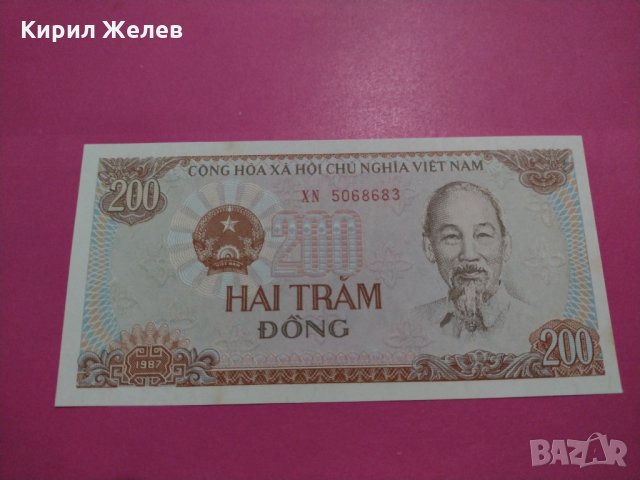 Кирил Желев
CỘNG HÒA XÃ HỘI CHỦ NGHĨA VIỆT NAM
200
XN 5068683
200
HAI TRĂM
ĐỒNG
1987
200
BAZAR